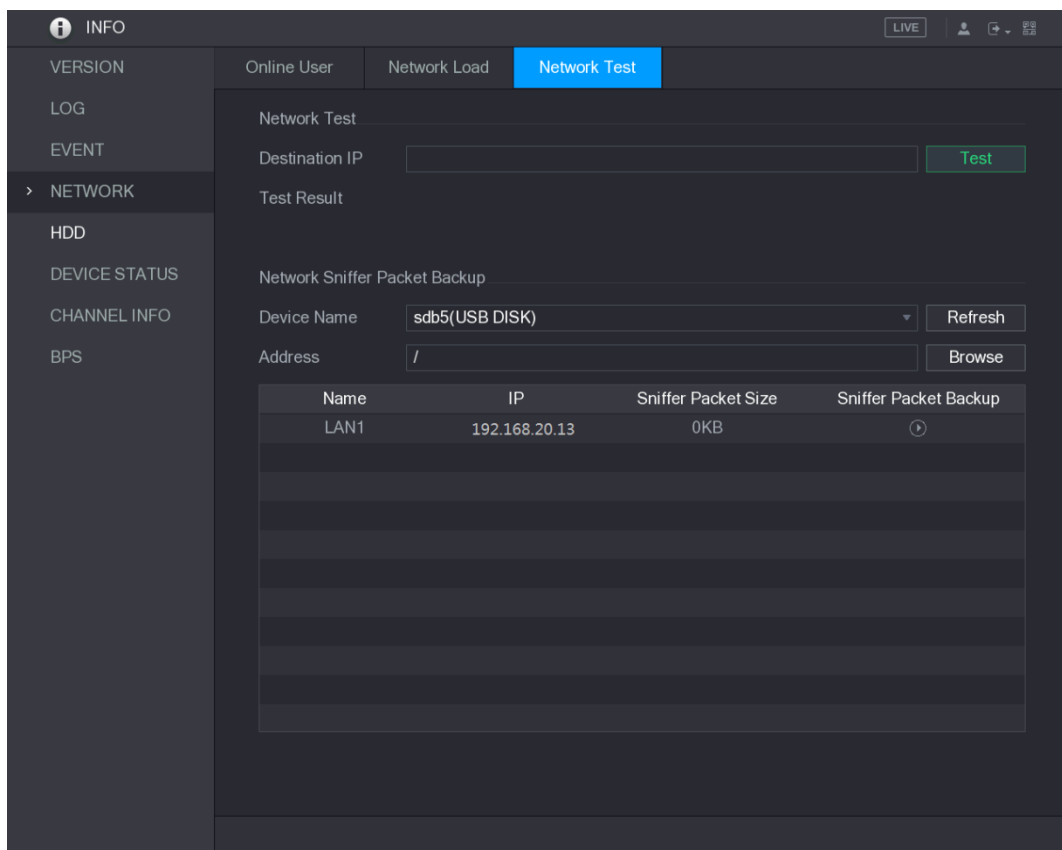 INFO
LIVE
VERSION
LOG
EVENT
> NETWORK
HDD
DEVICE STATUS
CHANNEL INFO
BPS
Online User Network Load Network Test
Network Test
Destination IP Test
Test Result
Network Sniffer Packet Backup
Device Name sdb5(USB DISK) Refresh
Address / Browse
Name IP Sniffer Packet Size Sniffer Packet Backup
LAN1 192.168.20.13 0KB